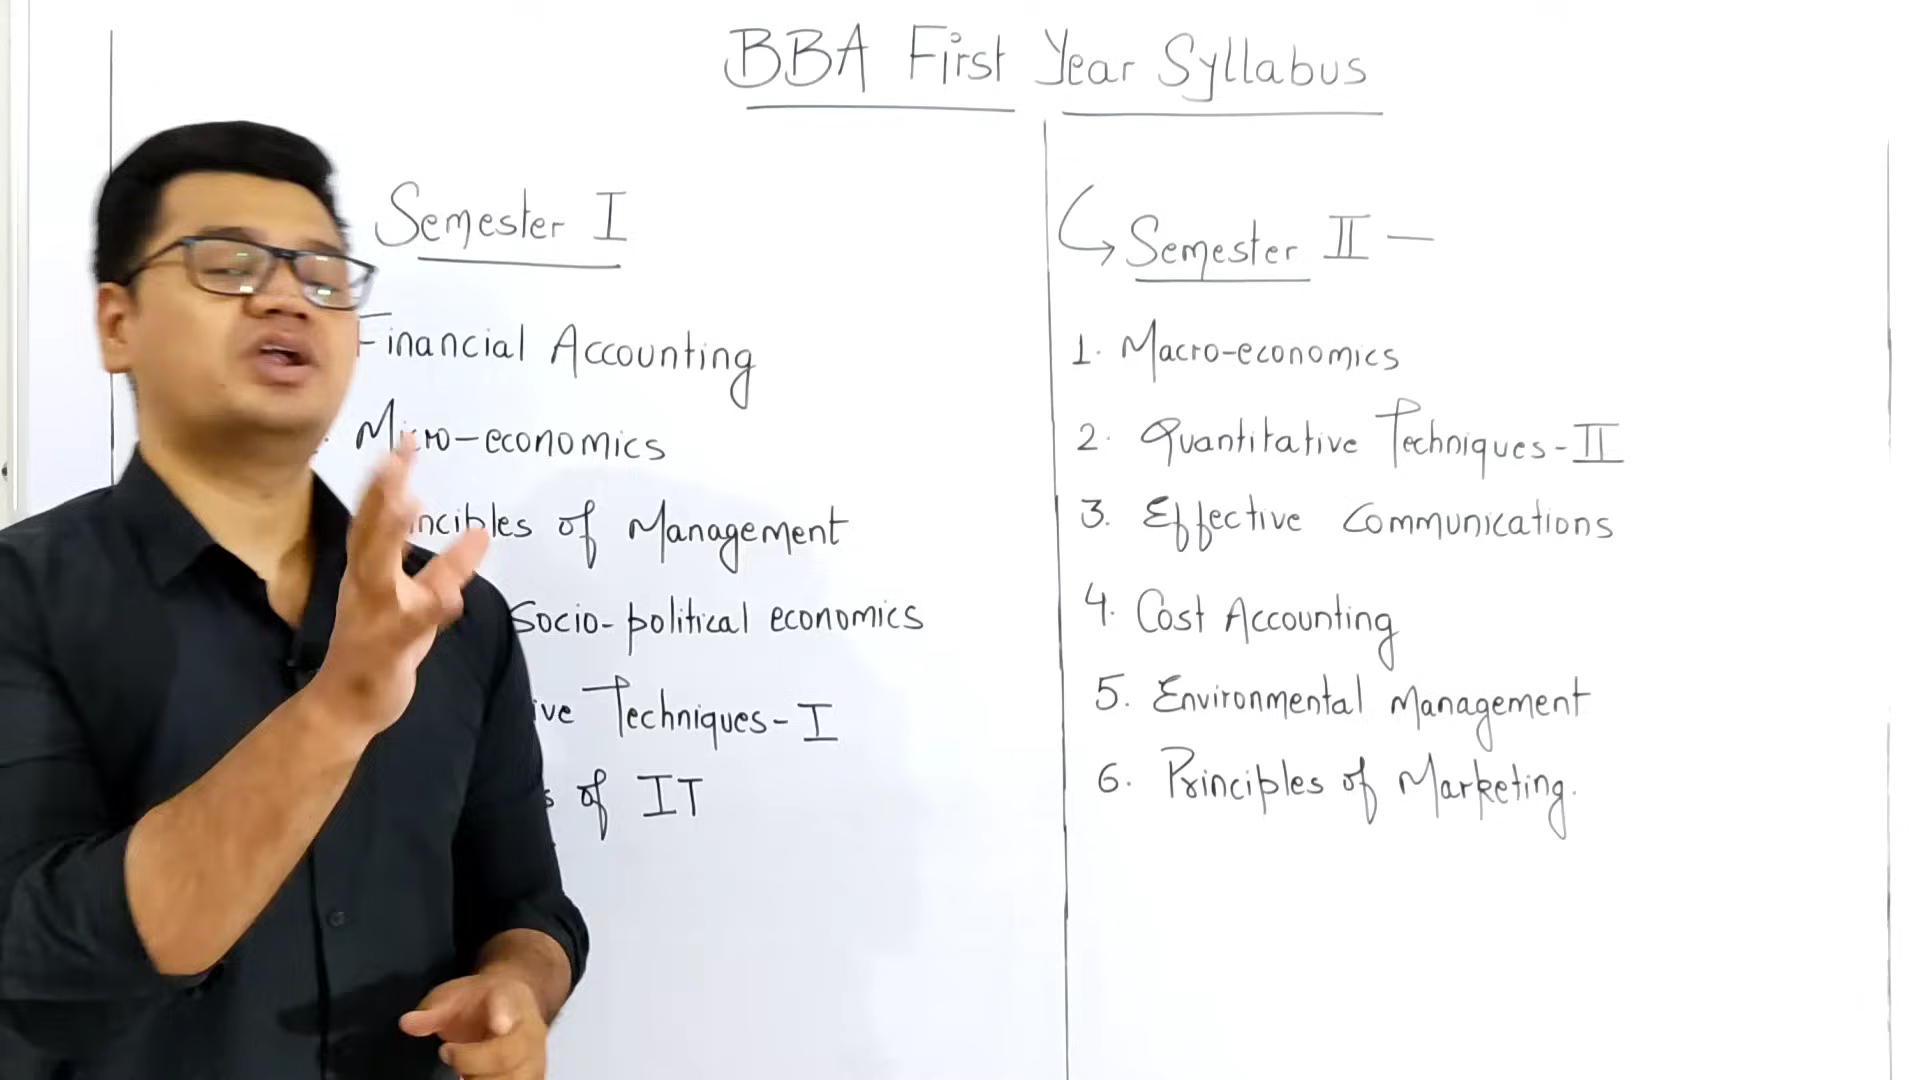 BBA First Year Syllabus
Semester I
Financial Accounting
Micro-economics
of Management
Socio-political economics
Techniques-I
of IT
Semester II —
1. Macro-economics
2. Quantitative Techniques-II
3. Effective Communications
4. Cost Accounting
5. Environmental Management
6. Principles of Marketing.